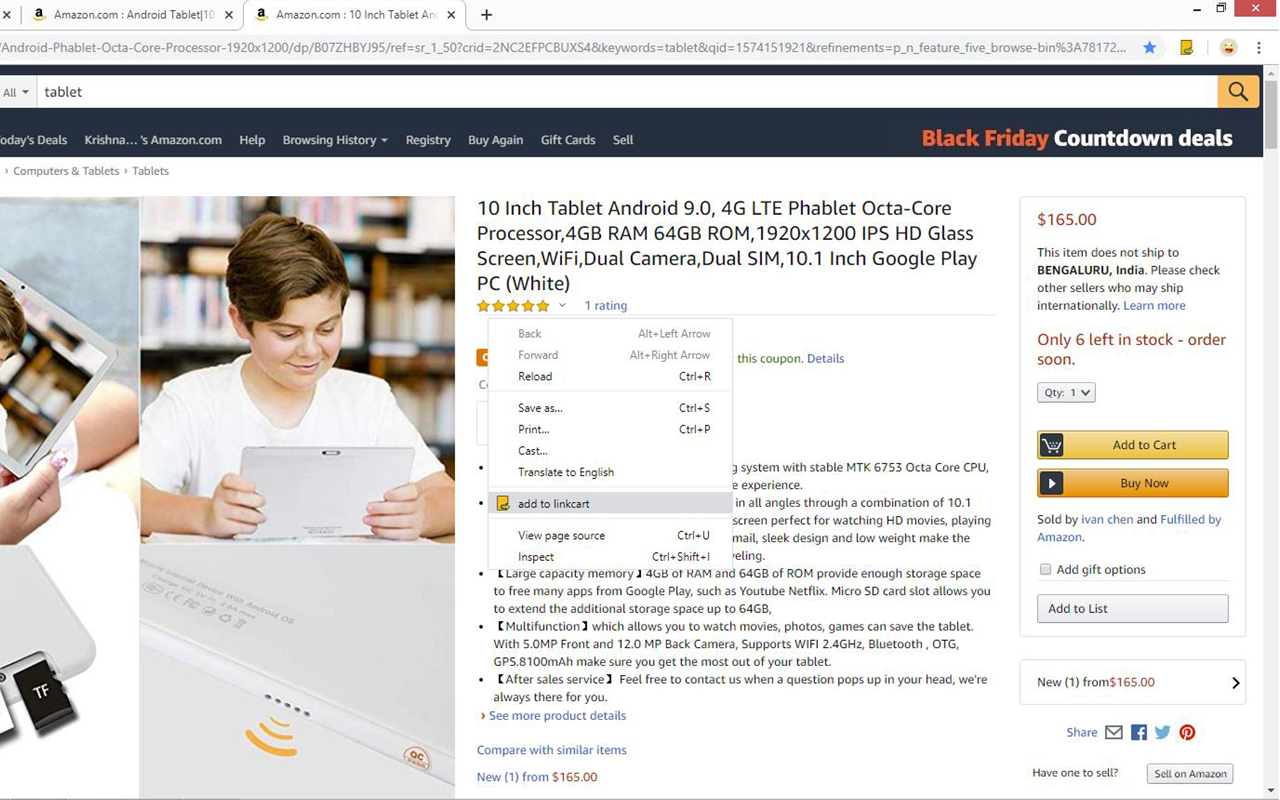 Amazon.com : Android Tablet|10
Amazon.com : 10 Inch Tablet An
/Android-Phablet-Octa-Core-Processor-1920x1200/dp/B07ZHBYJ95/ref=sr_1_50?crid=2NC2EFPCBUXS4&keywords=tablet&qid=1574151921&refinements=p_n_feature_five_browse-bin%3A78172...
All
tablet
oday's Deals Krishna... 's Amazon.com Help Browsing History Registry Buy Again Gift Cards Sell
Black Friday Countdown deals
› Computers & Tablets › Tablets
10 Inch Tablet Android 9.0, 4G LTE Phablet Octa-Core
Processor,4GB RAM 64GB ROM,1920x1200 IPS HD Glass
Screen,WiFi,Dual Camera,Dual SIM,10.1 Inch Google Play
PC (White)
1 rating
this coupon. Details
Back Alt+Left Arrow
Forward Alt+Right Arrow
Reload Ctrl+R
Save as... Ctrl+S
Print... Ctrl+P
Cast...
Translate to English
add to linkcart
View page source Ctrl+U
Inspect Ctrl+Shift+I
g system with stable MTK 6753 Octa Core CPU,
e experience.
in all angles through a combination of 10.1
screen perfect for watching HD movies, playing
mail, sleek design and low weight make the
veling.
• 【Large capacity memory】4GB of RAM and 64GB of ROM provide enough storage space
to free many apps from Google Play, such as Youtube Netflix. Micro SD card slot allows you
to extend the additional storage space up to 64GB,
• 【Multifunction】which allows you to watch movies, photos, games can save the tablet.
With 5.0MP Front and 12.0 MP Back Camera, Supports WIFI 2.4GHz, Bluetooth , OTG,
GPS.8100mAh make sure you get the most out of your tablet.
• 【After sales service】Feel free to contact us when a question pops up in your head, we're
always there for you.
› See more product details
Compare with similar items
New (1) from $165.00
$165.00
This item does not ship to
BENGALURU, India. Please check
other sellers who may ship
internationally. Learn more
Only 6 left in stock - order
soon.
Qty: 1
Add to Cart
Buy Now
Sold by ivan chen and Fulfilled by
Amazon.
Add gift options
Add to List
New (1) from$165.00
Share
Have one to sell? Sell on Amazon
Mobile Internet Device With Android OS
TF
QC
PASS